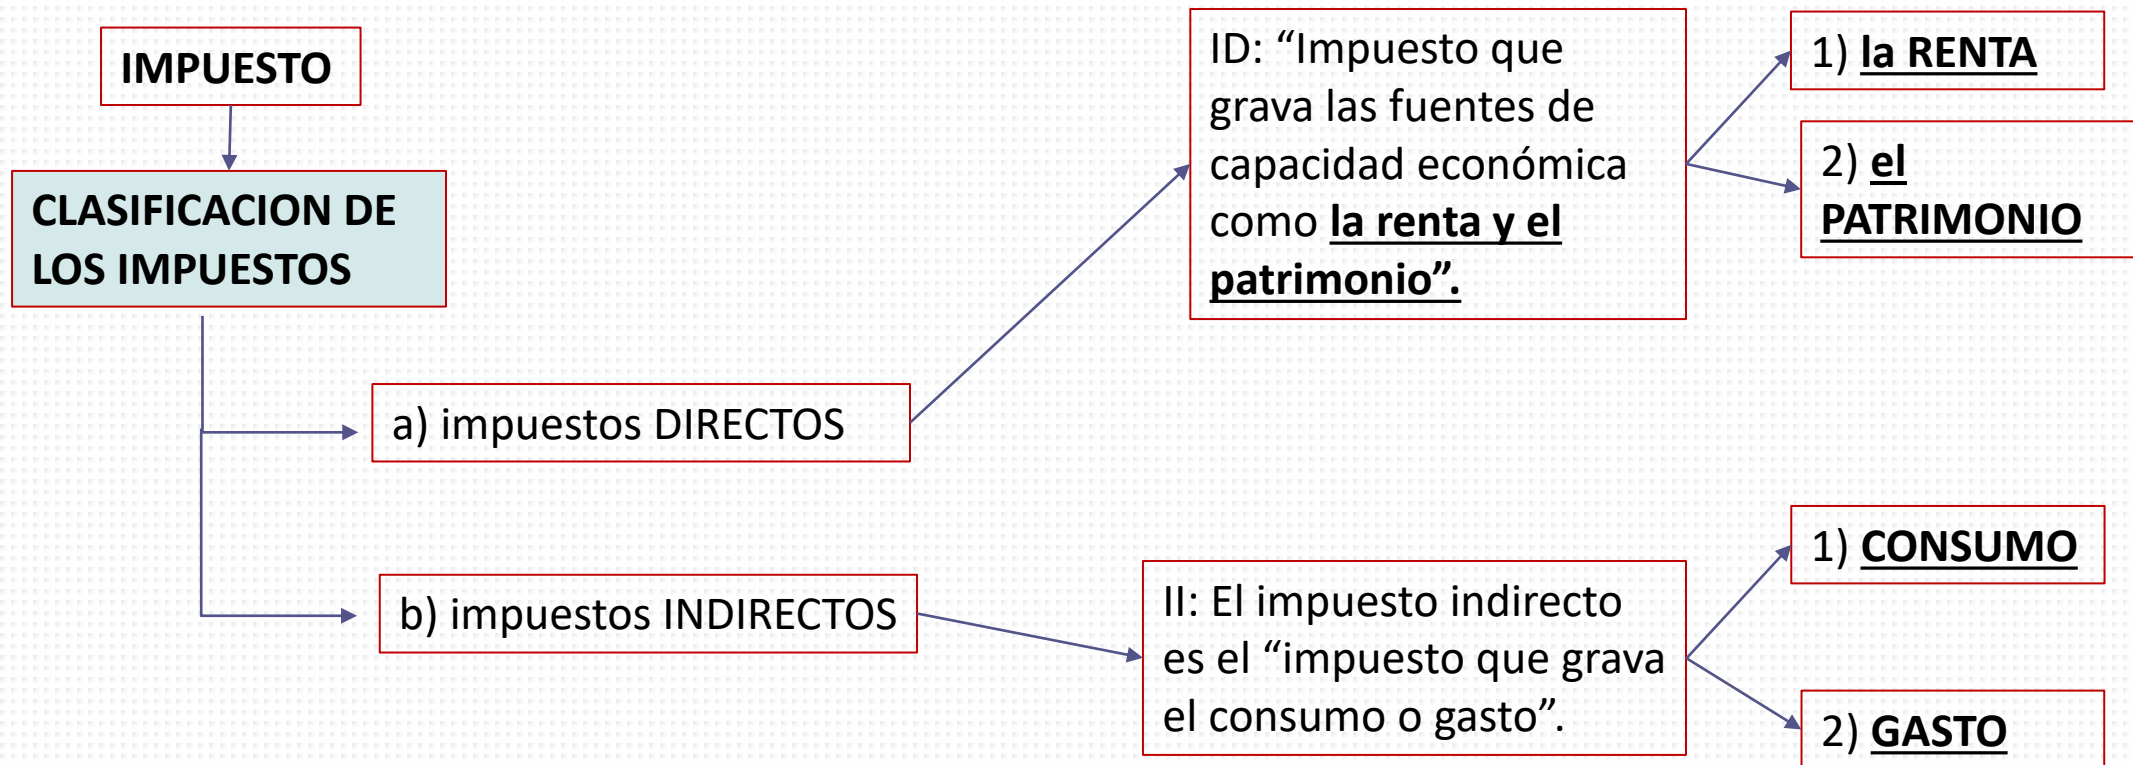 IMPUESTO
CLASIFICACION DE
LOS IMPUESTOS
a) impuestos DIRECTOS
ID: “Impuesto que
grava las fuentes de
capacidad económica
como la renta y el
patrimonio”.
1) la RENTA
2) el
PATRIMONIO
b) impuestos INDIRECTOS
II: El impuesto indirecto
es el “impuesto que grava
el consumo o gasto”.
1) CONSUMO
2) GASTO